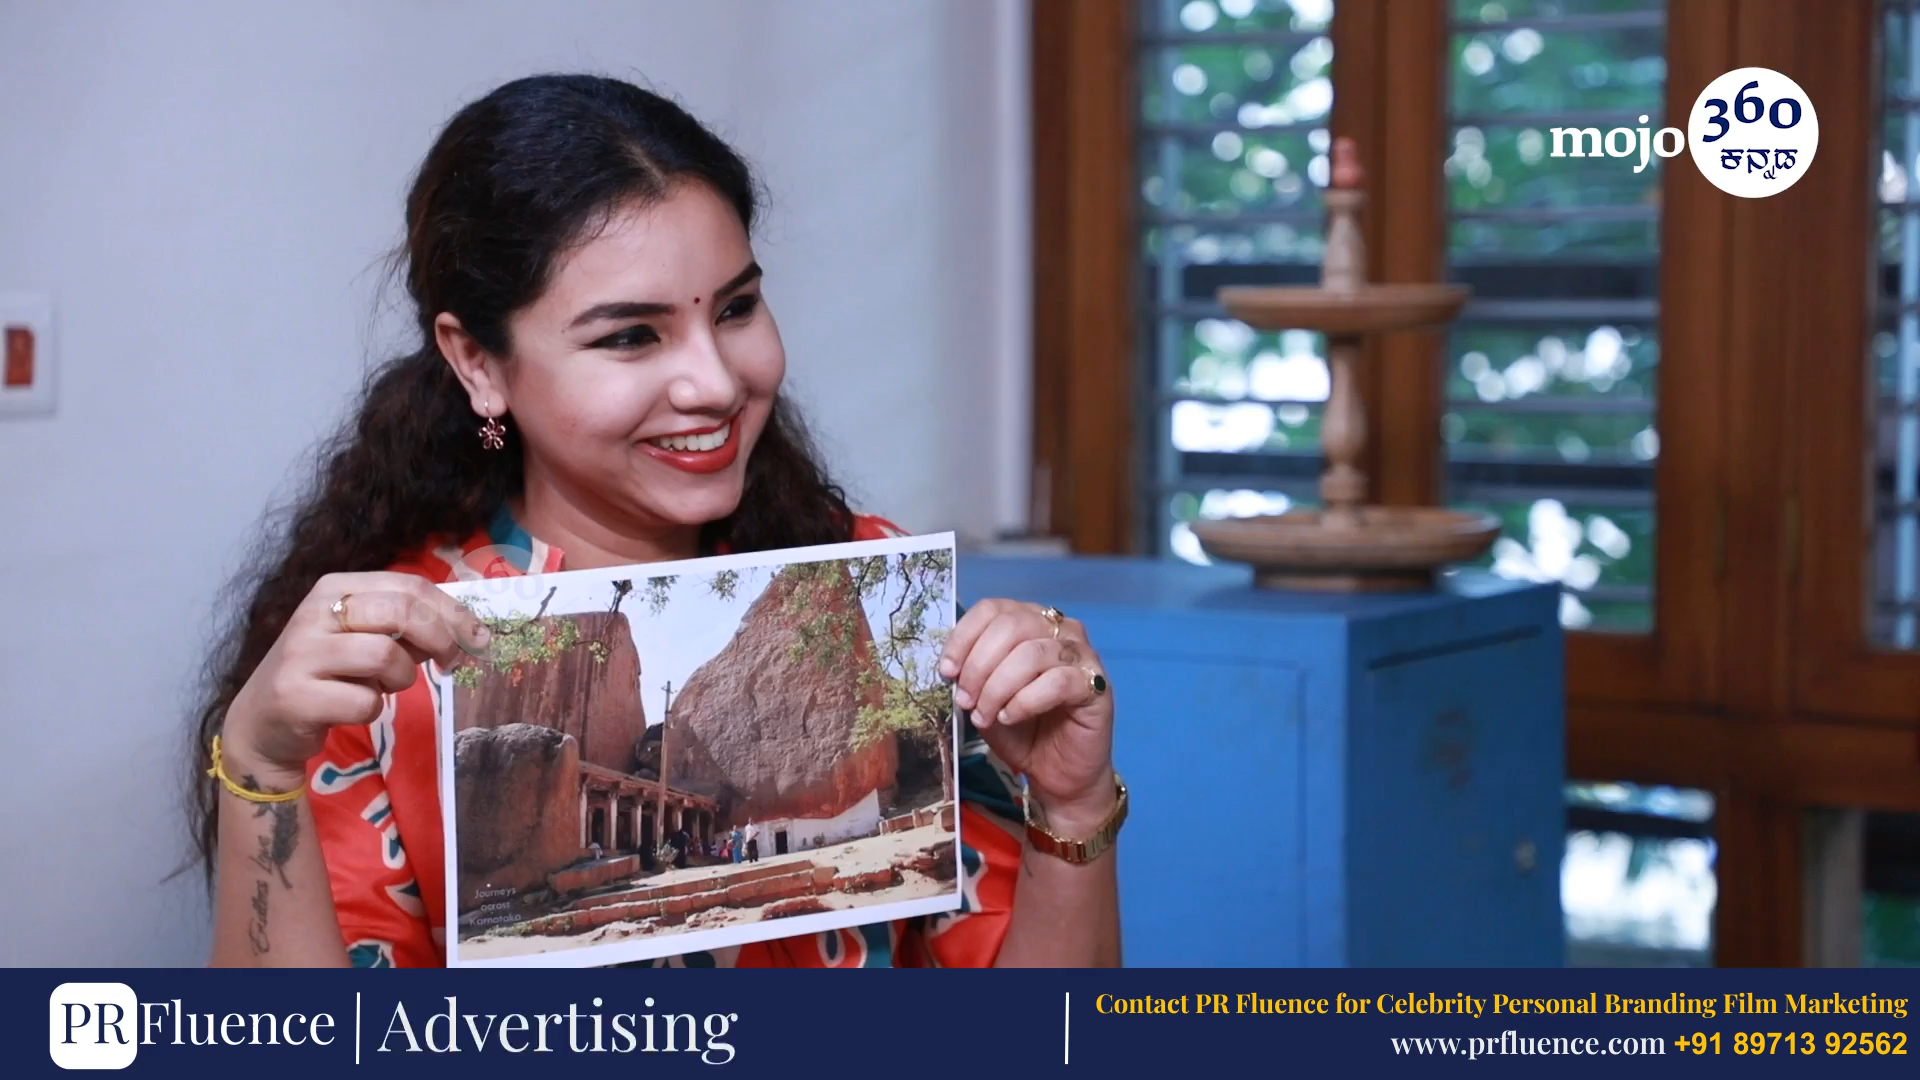 mojo 360
ಕನ್ನಡ
Journeys
across
Karnataka
PR Fluence | Advertising
Contact PR Fluence for Celebrity Personal Branding Film Marketing
www.prfluence.com +91 89713 92562